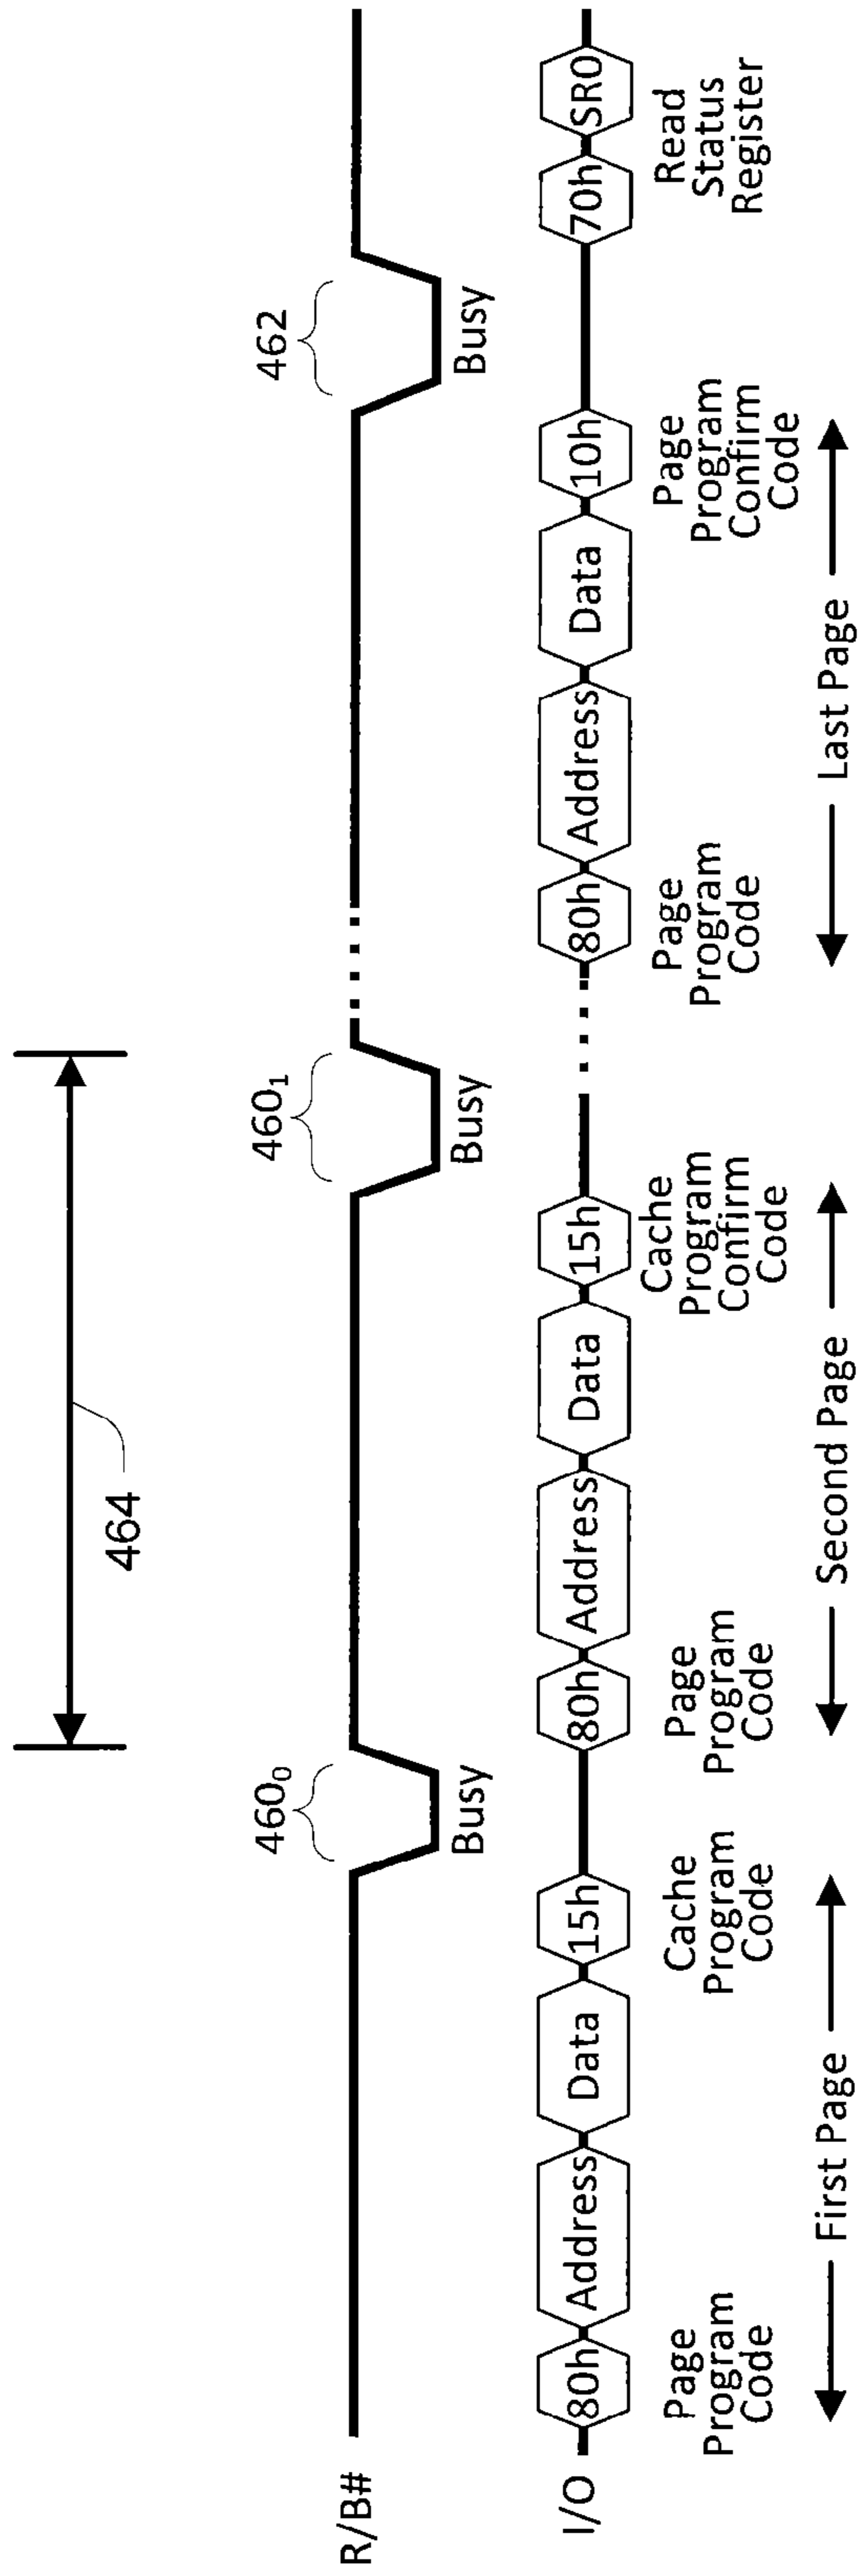 464
460₀
460₁
462
R/B#
Busy
Busy
Busy
I/O
80h
Address
Data
15h
80h
Address
Data
15h
80h
Address
Data
10h
70h
SR0
Page
Program
Code
Cache
Program
Code
Page
Program
Code
Cache
Program
Confirm
Code
Page
Program
Code
Page
Program
Confirm
Code
Read
Status
Register
First Page
Second Page
Last Page